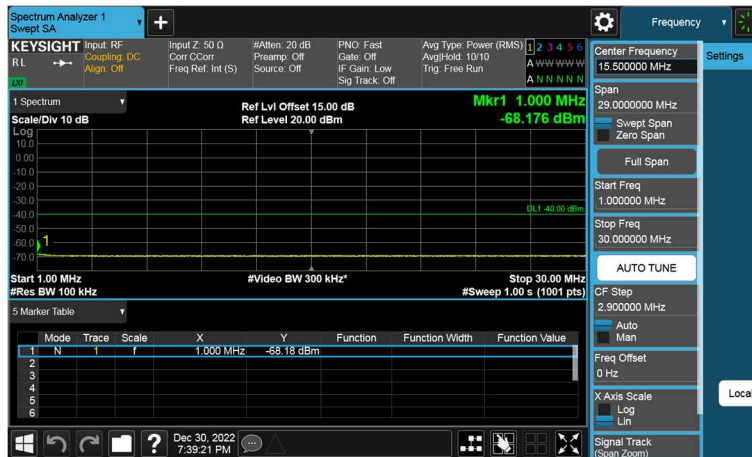 Spectrum Analyzer 1
Swept SA
Frequency
KEYSIGHT
RL
LXI
Input: RF
Coupling: DC
Align: Off
Input Z: 50 Ω
Corr CCorr
Freq Ref: Int (S)
#Atten: 20 dB
Preamp: Off
Source: Off
PNO: Fast
Gate: Off
IF Gain: Low
Sig Track: Off
Avg Type: Power (RMS)
Avg|Hold: 10/10
Trig: Free Run
1 2 3 4 5 6
A W W W W W
A N N N N N
1 Spectrum
Scale/Div 10 dB
Ref Lvl Offset 15.00 dB
Ref Level 20.00 dBm
Mkr1 1.000 MHz
-68.176 dBm
Log
10.0
0.00
-10.0
-20.0
-30.0
-40.0
-50.0
-60.0
-70.0
1
DL1 -40.00 dBm
Start 1.00 MHz
#Video BW 300 kHz*
Stop 30.00 MHz
#Res BW 100 kHz
#Sweep 1.00 s (1001 pts)
5 Marker Table
Mode Trace Scale X Y Function Function Width Function Value
1 N 1 f 1.000 MHz -68.18 dBm
2
3
4
5
6
Dec 30, 2022
7:39:21 PM
?
Center Frequency
15.500000 MHz
Settings
Span
29.0000000 MHz
Swept Span
Zero Span
Full Span
Start Freq
1.000000 MHz
Stop Freq
30.000000 MHz
AUTO TUNE
CF Step
2.900000 MHz
Auto
Man
Freq Offset
0 Hz
X Axis Scale
Log
Lin
Local
Signal Track
(Span Zoom)